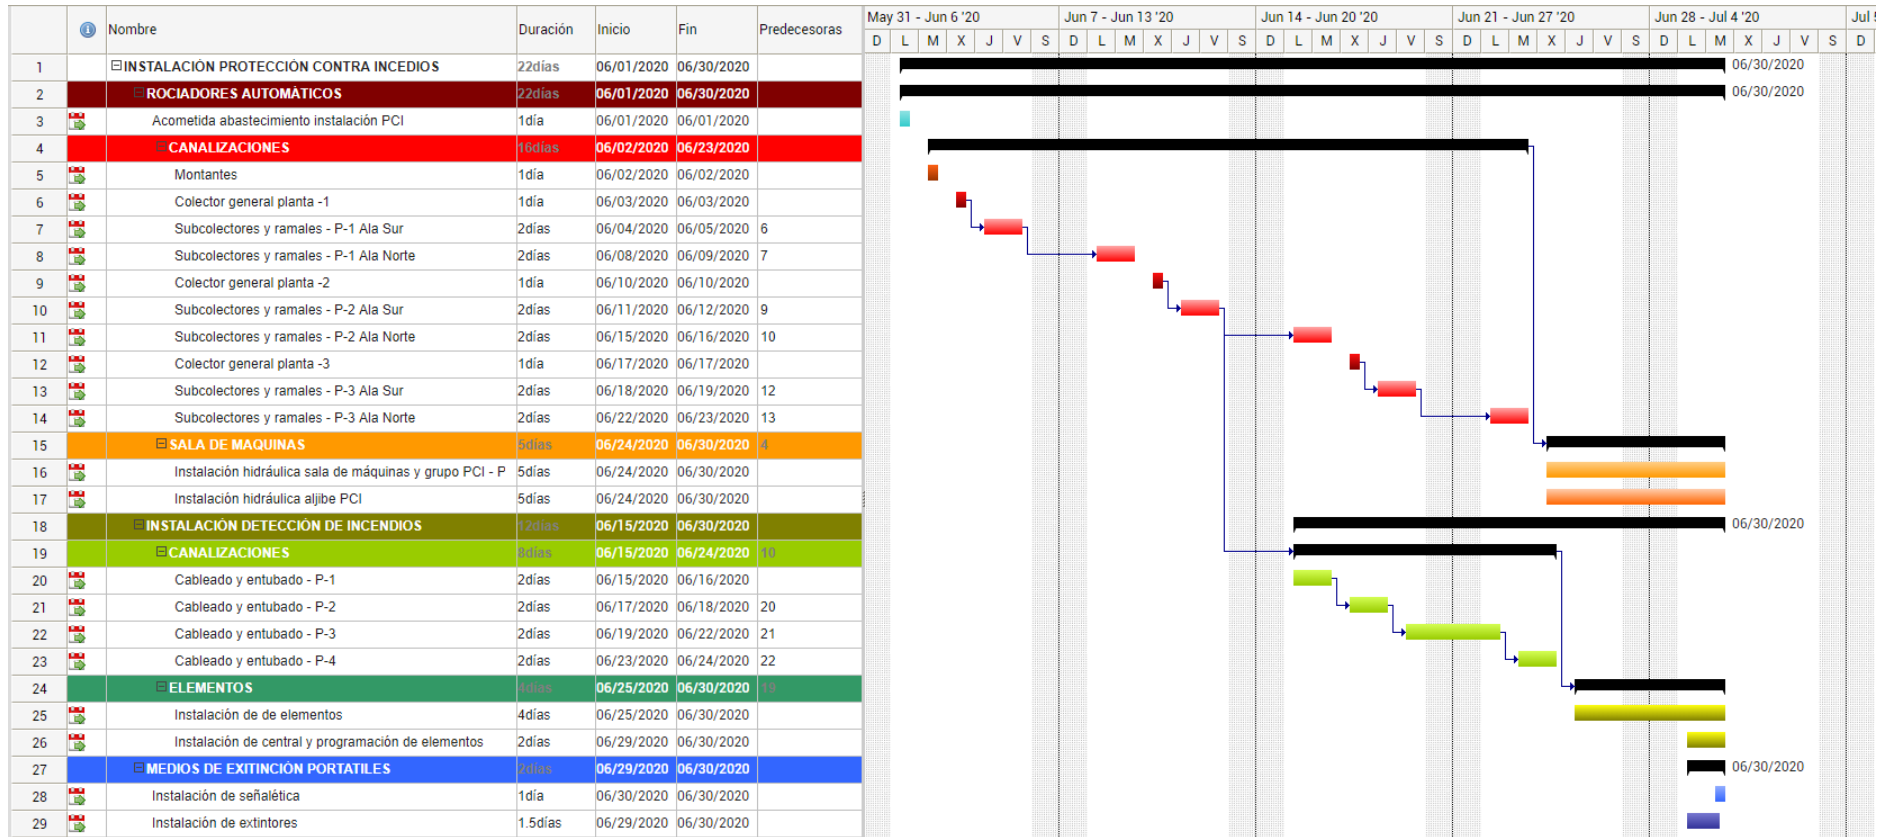 May 31 - Jun 6 '20 Jun 7 - Jun 13 '20 Jun 14 - Jun 20 '20 Jun 21 - Jun 27 '20 Jun 28 - Jul 4 '20 Jul
Nombre Duración Inicio Fin Predecesoras
D L M X J V S D L M X J V S D L M X J V S D L M X J V S D L M X J V S D
1 INSTALACIÓN PROTECCIÓN CONTRA INCEDIOS 22días 06/01/2020 06/30/2020 06/30/2020
2 ROCIADORES AUTOMÁTICOS 22días 06/01/2020 06/30/2020 06/30/2020
3 Acometida abastecimiento instalación PCI 1día 06/01/2020 06/01/2020
4 CANALIZACIONES 16días 06/02/2020 06/23/2020
5 Montantes 1día 06/02/2020 06/02/2020
6 Colector general planta -1 1día 06/03/2020 06/03/2020
7 Subcolectores y ramales - P-1 Ala Sur 2días 06/04/2020 06/05/2020 6
8 Subcolectores y ramales - P-1 Ala Norte 2días 06/08/2020 06/09/2020 7
9 Colector general planta -2 1día 06/10/2020 06/10/2020
10 Subcolectores y ramales - P-2 Ala Sur 2días 06/11/2020 06/12/2020 9
11 Subcolectores y ramales - P-2 Ala Norte 2días 06/15/2020 06/16/2020 10
12 Colector general planta -3 1día 06/17/2020 06/17/2020
13 Subcolectores y ramales - P-3 Ala Sur 2días 06/18/2020 06/19/2020 12
14 Subcolectores y ramales - P-3 Ala Norte 2días 06/22/2020 06/23/2020 13
15 SALA DE MAQUINAS 5días 06/24/2020 06/30/2020 4
16 Instalación hidráulica sala de máquinas y grupo PCI - P 5días 06/24/2020 06/30/2020
17 Instalación hidráulica aljibe PCI 5días 06/24/2020 06/30/2020
18 INSTALACIÓN DETECCIÓN DE INCENDIOS 12días 06/15/2020 06/30/2020 06/30/2020
19 CANALIZACIONES 8días 06/15/2020 06/24/2020 10
20 Cableado y entubado - P-1 2días 06/15/2020 06/16/2020
21 Cableado y entubado - P-2 2días 06/17/2020 06/18/2020 20
22 Cableado y entubado - P-3 2días 06/19/2020 06/22/2020 21
23 Cableado y entubado - P-4 2días 06/23/2020 06/24/2020 22
24 ELEMENTOS 4días 06/25/2020 06/30/2020 19
25 Instalación de de elementos 4días 06/25/2020 06/30/2020
26 Instalación de central y programación de elementos 2días 06/29/2020 06/30/2020
27 MEDIOS DE EXITINCIÓN PORTATILES 2días 06/29/2020 06/30/2020 06/30/2020
28 Instalación de señalética 1día 06/30/2020 06/30/2020
29 Instalación de extintores 1.5días 06/29/2020 06/30/2020